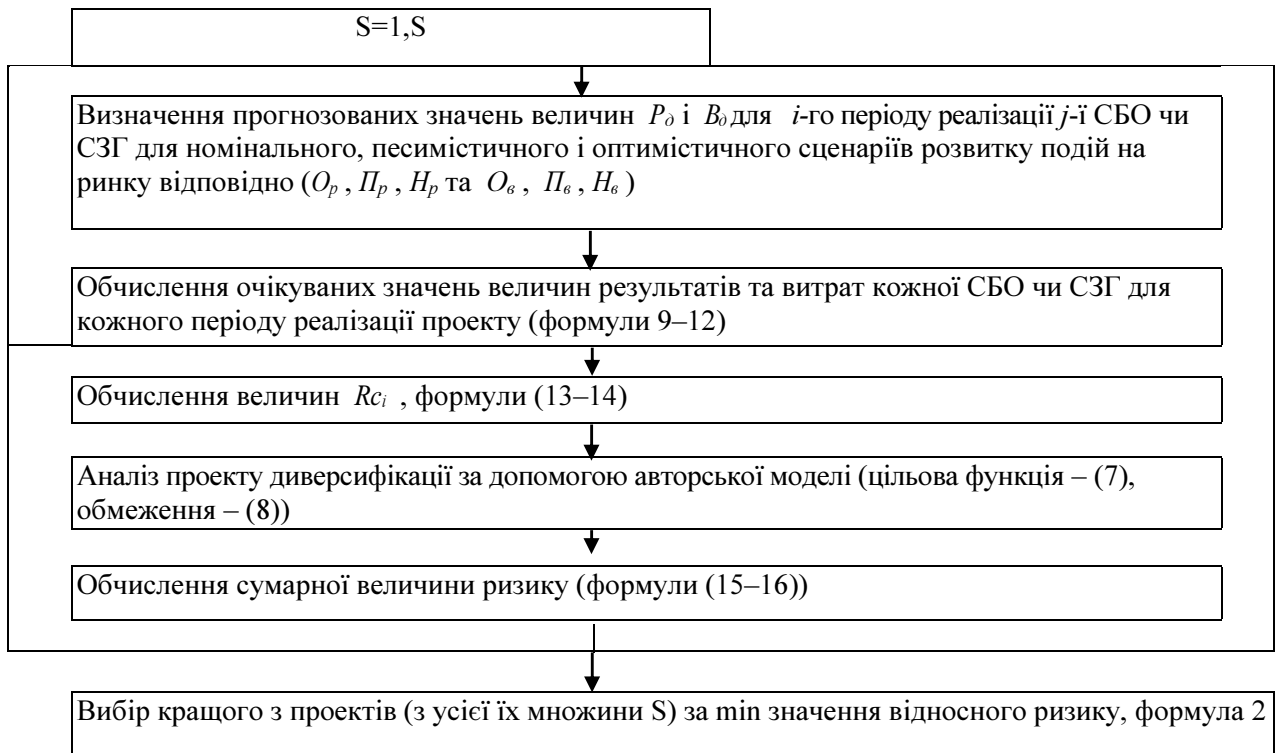 S=1,S
Визначення прогнозованих значень величин Pд і Bд для i-го періоду реалізації j-ї СБО чи
СЗГ для номінального, песимістичного і оптимістичного сценаріїв розвитку подій на
ринку відповідно (Ор , Пр , Нр та Ов , Пв , Нв )
Обчислення очікуваних значень величин результатів та витрат кожної СБО чи СЗГ для
кожного періоду реалізації проекту (формули 9–12)
Обчислення величин Rci , формули (13–14)
Аналіз проекту диверсифікації за допомогою авторської моделі (цільова функція – (7),
обмеження – (8))
Обчислення сумарної величини ризику (формули (15–16))
Вибір кращого з проектів (з усієї їх множини S) за min значення відносного ризику, формула 2